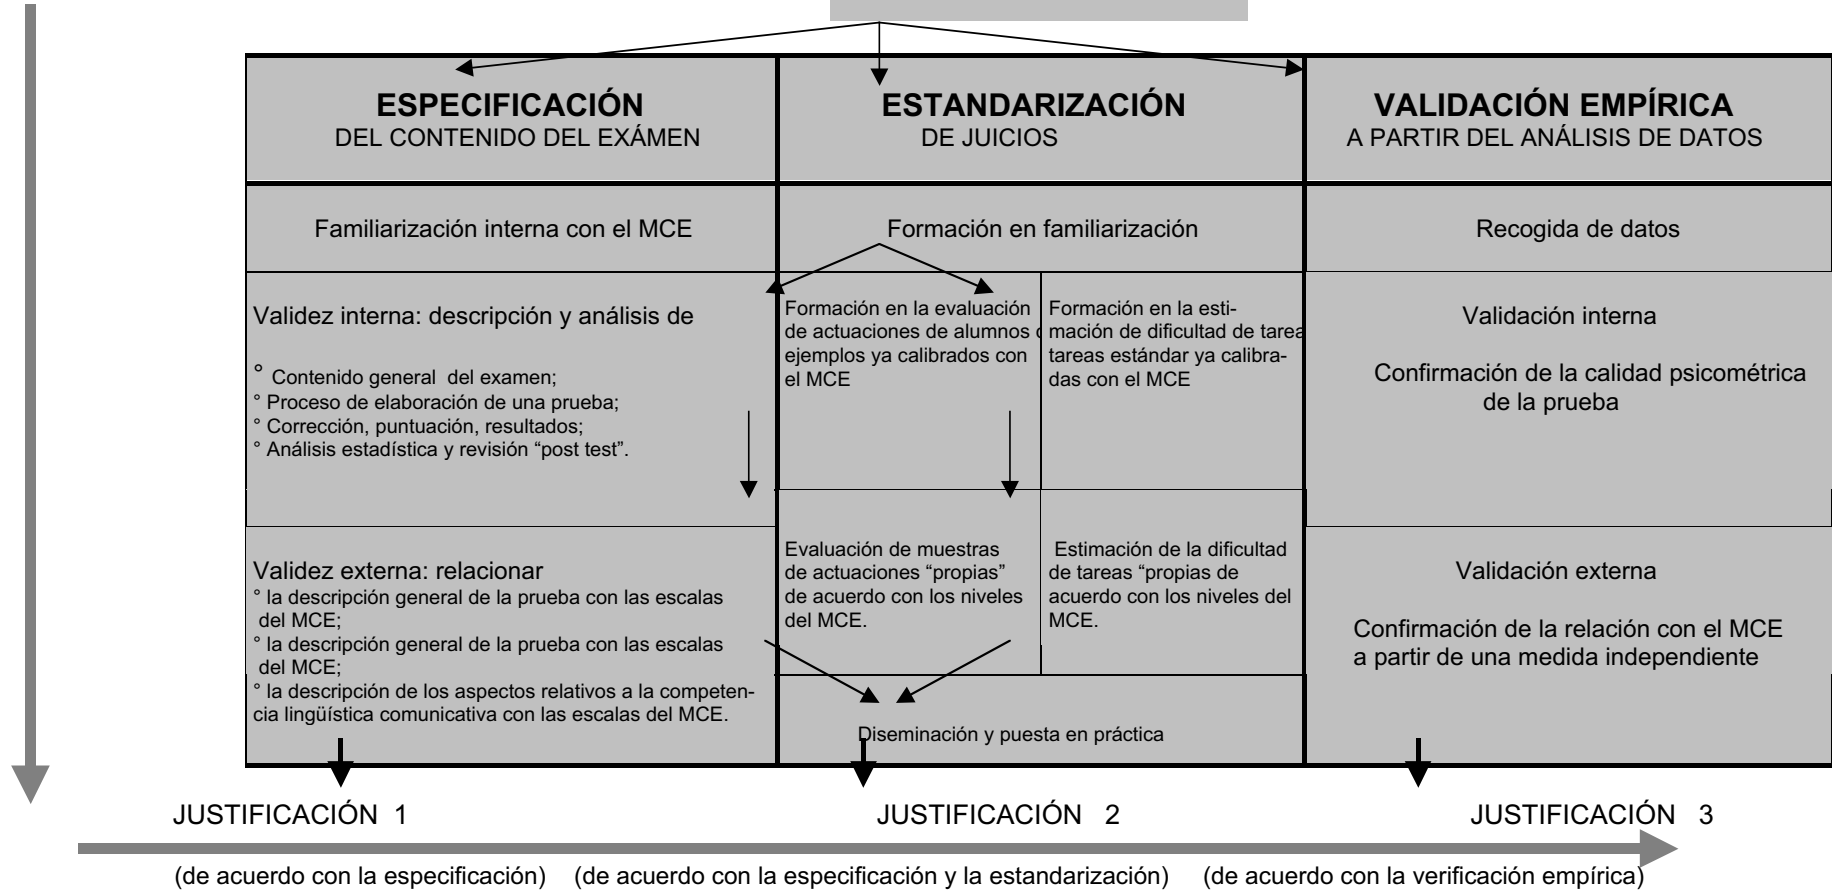 ESPECIFICACIÓN
DEL CONTENIDO DEL EXÁMEN
ESTANDARIZACIÓN
DE JUICIOS
VALIDACIÓN EMPÍRICA
A PARTIR DEL ANÁLISIS DE DATOS
Familiarización interna con el MCE
Formación en familiarización
Recogida de datos
Validez interna: descripción y análisis de
° Contenido general del examen;
° Proceso de elaboración de una prueba;
° Corrección, puntuación, resultados;
° Análisis estadística y revisión “post test”.
Formación en la evaluación
de actuaciones de alumnos
ejemplos ya calibrados con
el MCE
Formación en la esti-
mación de dificultad de tarea
tareas estándar ya calibra-
das con el MCE
Validación interna
Confirmación de la calidad psicométrica
de la prueba
Validez externa: relacionar
° la descripción general de la prueba con las escalas
del MCE;
° la descripción general de la prueba con las escalas
del MCE;
° la descripción de los aspectos relativos a la competen-
cia lingüística comunicativa con las escalas del MCE.
Evaluación de muestras
de actuaciones “propias”
de acuerdo con los niveles
del MCE.
Estimación de la dificultad
de tareas “propias de
acuerdo con los niveles del
MCE.
Validación externa
Confirmación de la relación con el MCE
a partir de una medida independiente
Diseminación y puesta en práctica
JUSTIFICACIÓN 1
JUSTIFICACIÓN 2
JUSTIFICACIÓN 3
(de acuerdo con la especificación)
(de acuerdo con la especificación y la estandarización)
(de acuerdo con la verificación empírica)